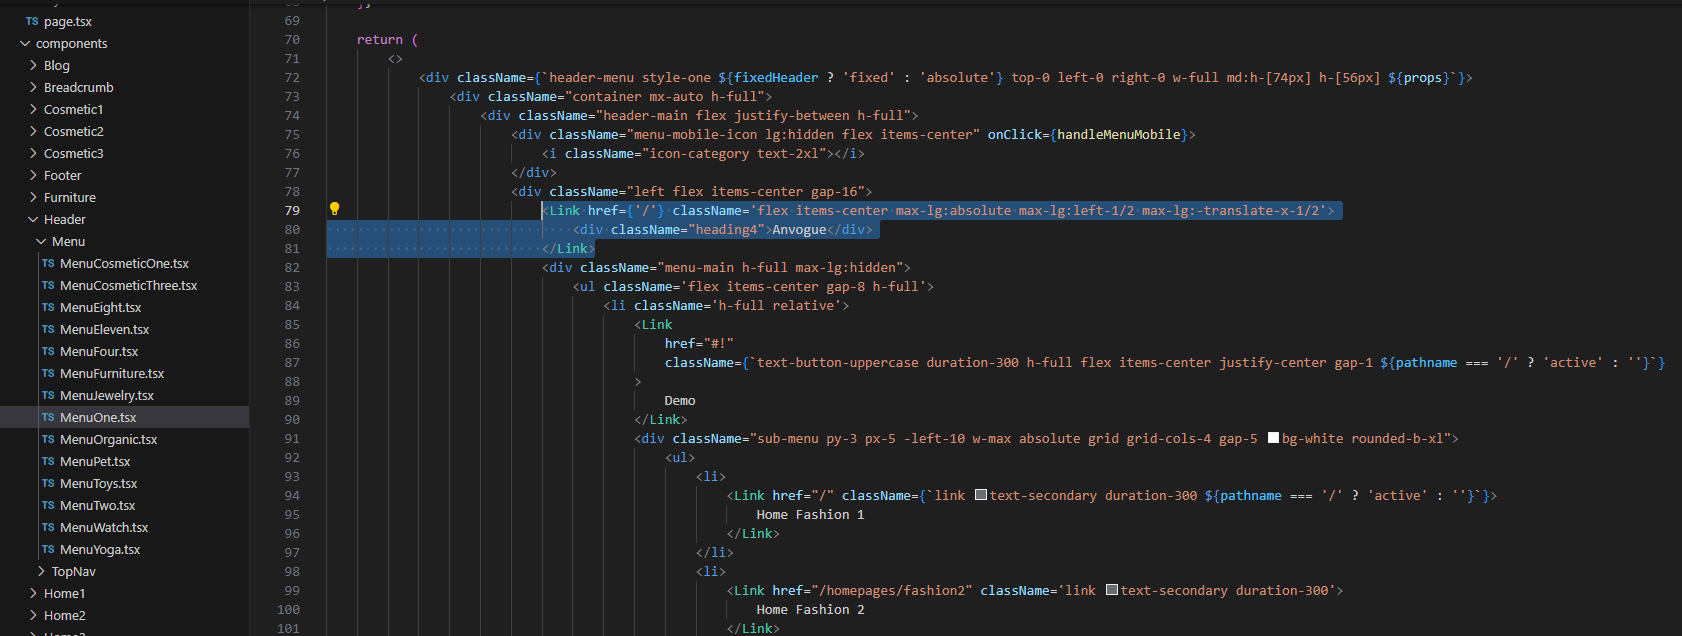 page.tsx
components
Blog
Breadcrumb
Cosmetic1
Cosmetic2
Cosmetic3
Footer
Furniture
Header
Menu
TS MenuCosmeticOne.tsx
TS MenuCosmeticThree.tsx
TS MenuEight.tsx
TS MenuEleven.tsx
TS MenuFour.tsx
TS MenuFurniture.tsx
TS MenuJewelry.tsx
TS MenuOne.tsx
TS MenuOrganic.tsx
TS MenuPet.tsx
TS MenuToys.tsx
TS MenuTwo.tsx
TS MenuWatch.tsx
TS MenuYoga.tsx
TopNav
Home1
Home2
69
70 return (
71 <>
72 <div className={`header-menu style-one ${fixedHeader ? 'fixed' : 'absolute'} top-0 left-0 right-0 w-full md:h-[74px] h-[56px] ${props}`}>
73 <div className="container mx-auto h-full">
74 <div className="header-main flex justify-between h-full">
75 <div className="menu-mobile-icon lg:hidden flex items-center" onClick={handleMenuMobile}>
76 <i className="icon-category text-2xl"></i>
77 </div>
78 <div className="left flex items-center gap-16">
79 <Link href={'/'} className='flex items-center max-lg:absolute max-lg:left-1/2 max-lg:-translate-x-1/2'>
80 <div className="heading4">Anvogue</div>
81 </Link>
82 <div className="menu-main h-full max-lg:hidden">
83 <ul className='flex items-center gap-8 h-full'>
84 <li className='h-full relative'>
85 <Link
86 href="#!"
87 className={`text-button-uppercase duration-300 h-full flex items-center justify-center gap-1 ${pathname === '/' ? 'active' : ''}`}
88 >
89 Demo
90 </Link>
91 <div className="sub-menu py-3 px-5 -left-10 w-max absolute grid grid-cols-4 gap-5 bg-white rounded-b-xl">
92 <ul>
93 <li>
94 <Link href="/" className={`link text-secondary duration-300 ${pathname === '/' ? 'active' : ''}`}>
95 Home Fashion 1
96 </Link>
97 </li>
98 <li>
99 <Link href="/homepages/fashion2" className='link text-secondary duration-300'>
100 Home Fashion 2
101 </Link>